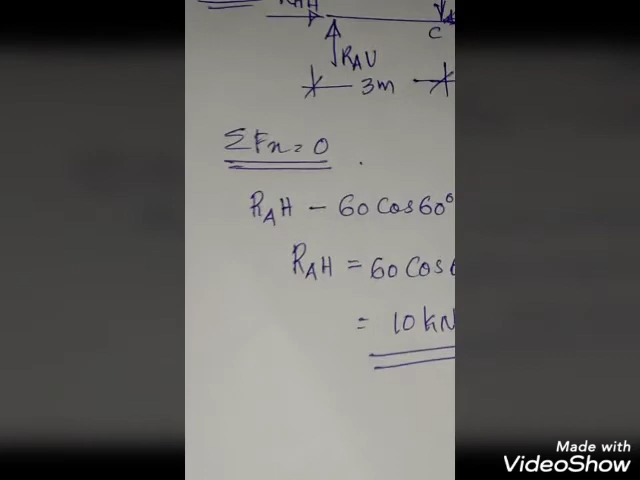 RAH
C
RAV
3m
ΣFx = 0
RAH - 60 Cos 60°
RAH = 60 Cos
= 10 kN
Made with
VideoShow